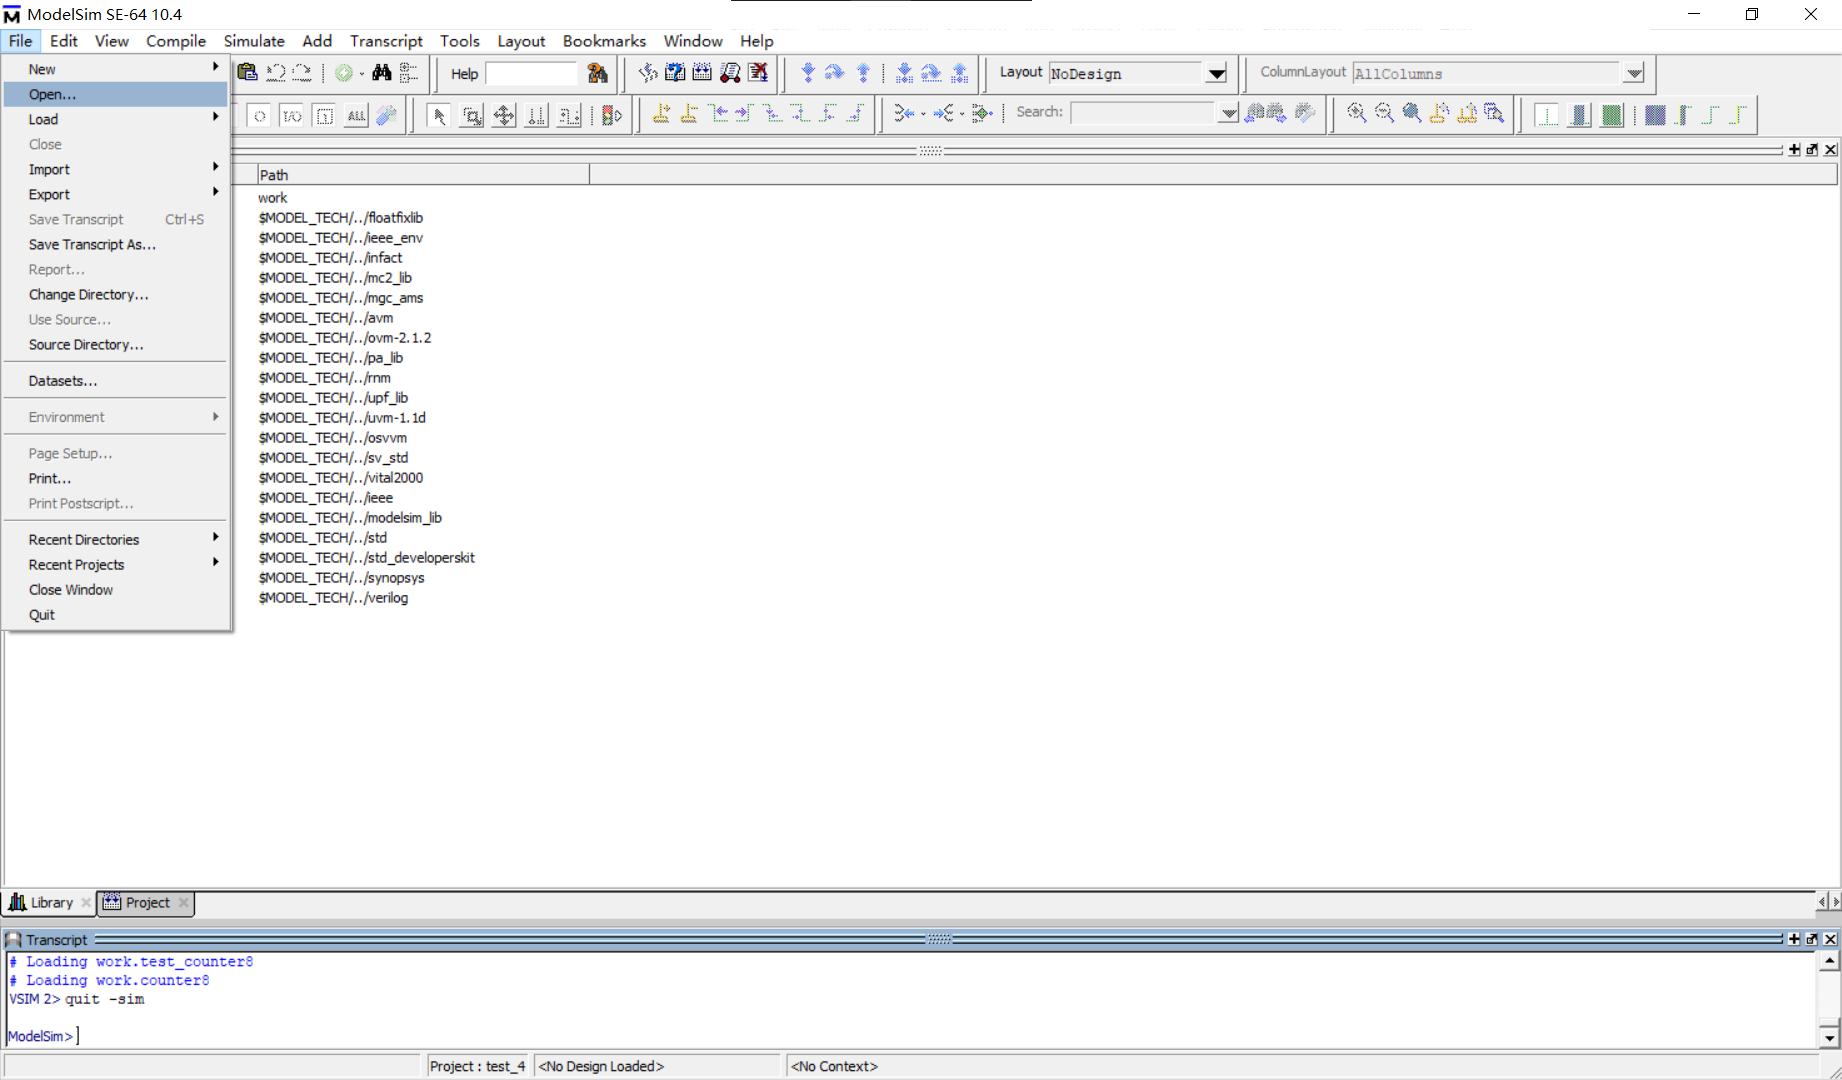 ModelSim SE-64 10.4
File Edit View Compile Simulate Add Transcript Tools Layout Bookmarks Window Help
Help
Layout NoDesign
ColumnLayout AllColumns
ALL
Search:
New
Open...
Load
Close
Import
Export
Save Transcript Ctrl+S
Save Transcript As...
Report...
Change Directory...
Use Source...
Source Directory...
Datasets...
Environment
Page Setup...
Print...
Print Postscript...
Recent Directories
Recent Projects
Close Window
Quit
Path
work
$MODEL_TECH/../floatfixlib
$MODEL_TECH/../ieee_env
$MODEL_TECH/../infact
$MODEL_TECH/../mc2_lib
$MODEL_TECH/../mgc_ams
$MODEL_TECH/../avm
$MODEL_TECH/../ovm-2.1.2
$MODEL_TECH/../pa_lib
$MODEL_TECH/../rnm
$MODEL_TECH/../upf_lib
$MODEL_TECH/../uvm-1.1d
$MODEL_TECH/../osvvm
$MODEL_TECH/../sv_std
$MODEL_TECH/../vital2000
$MODEL_TECH/../ieee
$MODEL_TECH/../modelsim_lib
$MODEL_TECH/../std
$MODEL_TECH/../std_developerskit
$MODEL_TECH/../synopsys
$MODEL_TECH/../verilog
Library Project
Transcript
# Loading work.test_counter8
# Loading work.counter8
VSIM 2> quit -sim
ModelSim>
Project : test_4 <No Design Loaded> <No Context>